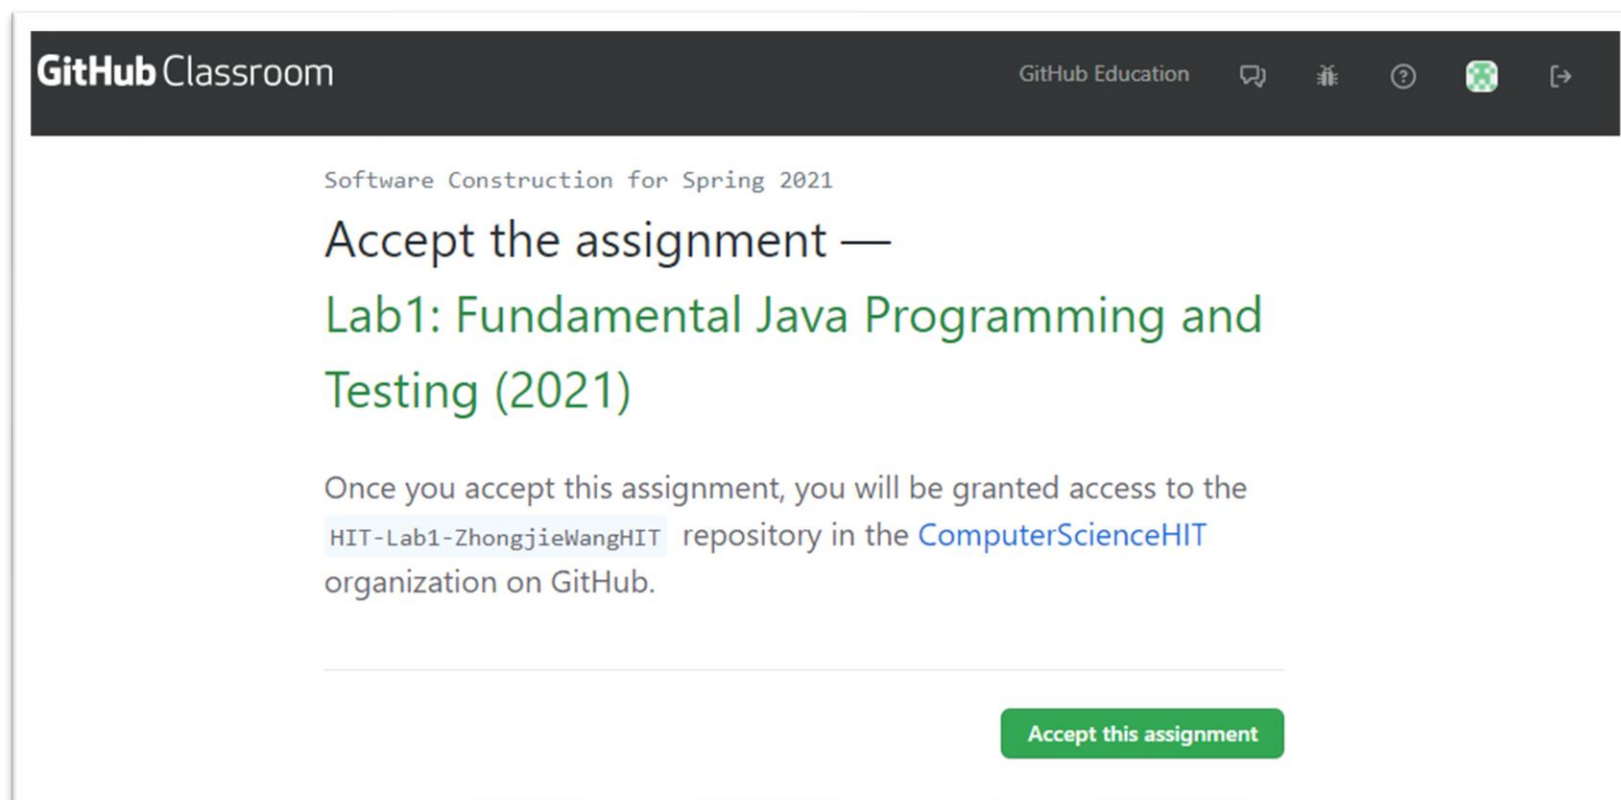 GitHub Classroom
GitHub Education
Software Construction for Spring 2021
Accept the assignment —
Lab1: Fundamental Java Programming and
Testing (2021)
Once you accept this assignment, you will be granted access to the
HIT-Lab1-ZhongjieWangHIT repository in the ComputerScienceHIT
organization on GitHub.
Accept this assignment